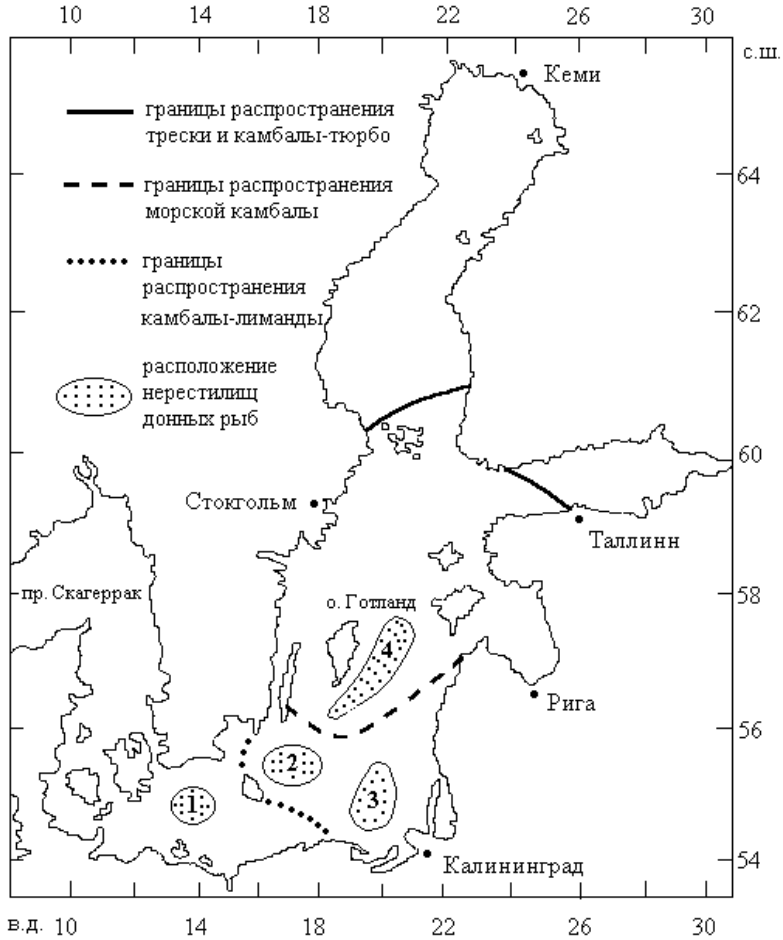 10 14 18 22 26 30
с.ш.
Кеми
границы распространения
трески и камбалы-тюрбо
границы распространения
морской камбалы
64
границы
распространения
камбалы-лиманды
62
расположение
нерестилищ
донных рыб
60
Стокгольм
Таллинн
пр. Скагеррак
о. Готланд
58
4
Рига
56
2
1
3
54
Калининград
в.д. 10 14 18 22 26 30